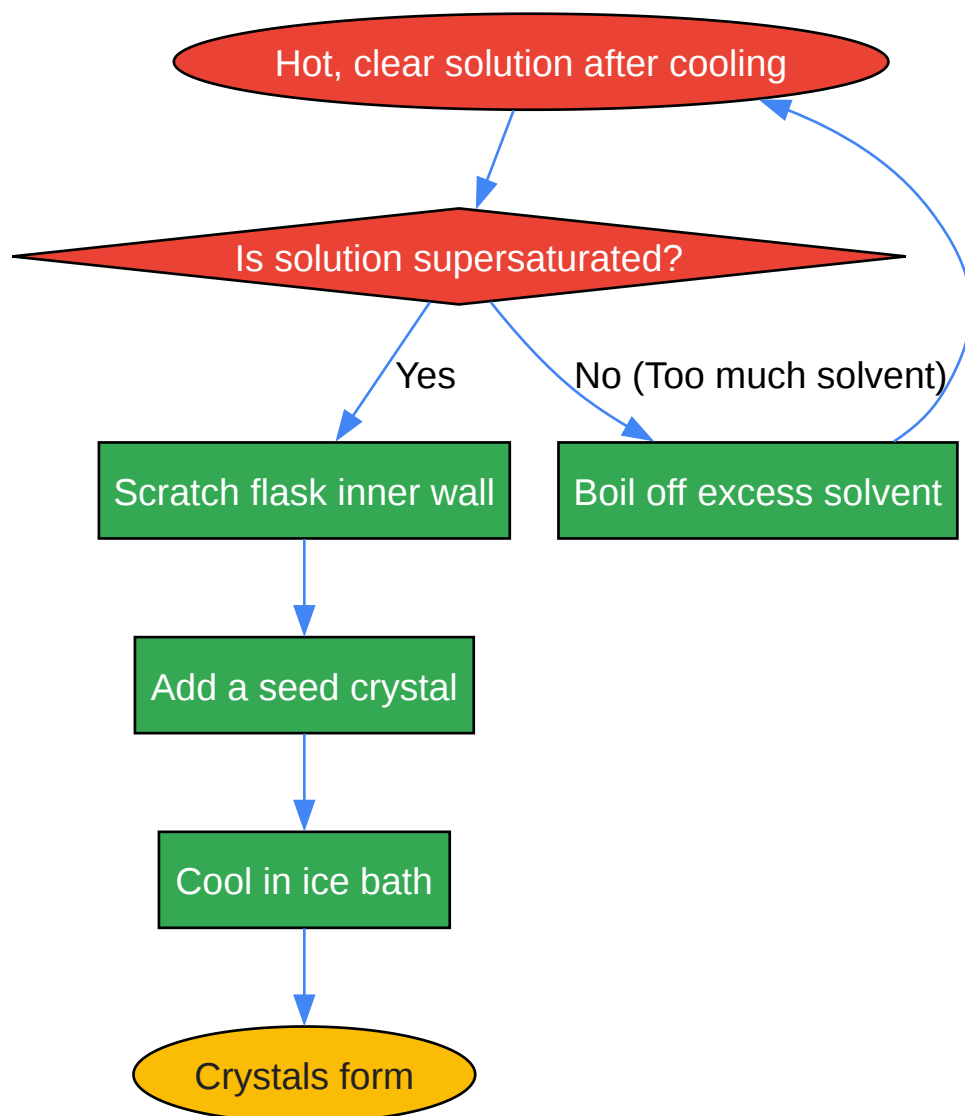 Hot, clear solution after cooling
Is solution supersaturated?
Yes
No (Too much solvent)
Scratch flask inner wall
Boil off excess solvent
Add a seed crystal
Cool in ice bath
Crystals form